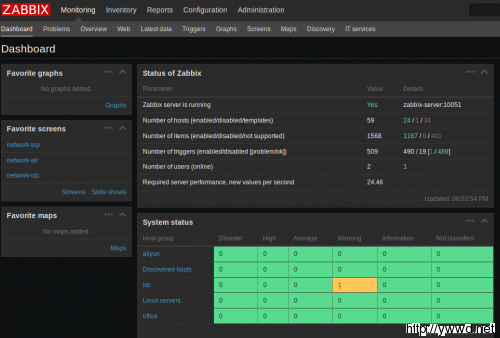 ZABBIX Monitoring Inventory Reports Configuration Administration
Dashboard Problems Overview Web Latest data Triggers Graphs Screens Maps Discovery IT services
Dashboard
Favorite graphs
No graphs added.
Graphs
Favorite screens
network-top
network-ali
network-idc
Screens Slide shows
Favorite maps
No maps added.
Maps
Status of Zabbix
Parameter Value Details
Zabbix server is running Yes zabbix-server:10051
Number of hosts (enabled/disabled/templates) 59 24 / 1 / 34
Number of items (enabled/disabled/not supported) 1568 1167 / 0 / 401
Number of triggers (enabled/disabled [problem/ok]) 509 490 / 19 [1 / 489]
Number of users (online) 2 1
Required server performance, new values per second 24.46
Updated: 06:53:54 PM
System status
Host group Disaster High Average Warning Information Not classified
aliyun 0 0 0 0 0 0
Discovered hosts 0 0 0 0 0 0
idc 0 0 0 1 0 0
Linux servers 0 0 0 0 0 0
office 0 0 0 0 0 0